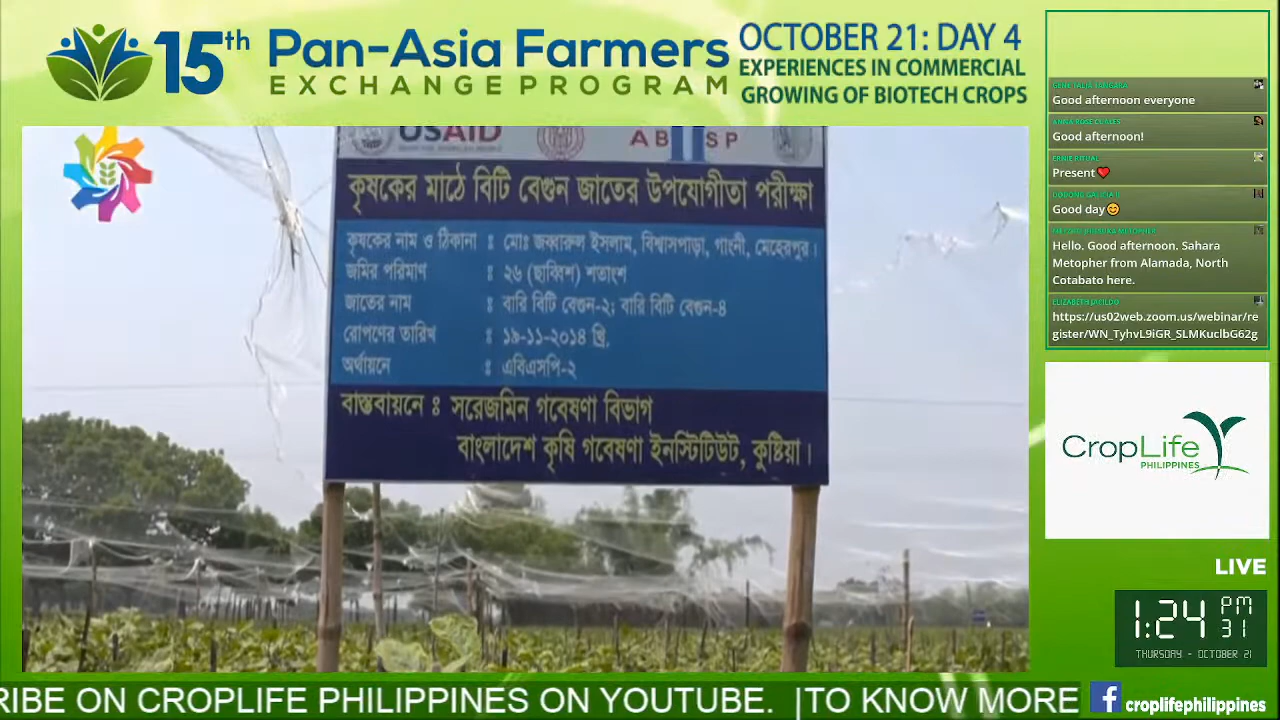 15th Pan-Asia Farmers
EXCHANGE PROGRAM
OCTOBER 21: DAY 4
EXPERIENCES IN COMMERCIAL
GROWING OF BIOTECH CROPS
USAID
AB SP
কৃষকের মাঠে বিটি বেগুন জাতের উপযোগীতা পরীক্ষা
কৃষকের নাম ও ঠিকানা : মোঃ জব্বারুল ইসলাম, বিশ্বাসপাড়া, গাংনী, মেহেরপুর।
জমির পরিমাণ : ২৬ (ছাব্বিশ) শতাংশ
জাতের নাম : বারি বিটি বেগুন-২; বারি বিটি বেগুন-৪
রোপণের তারিখ : ১৯-১১-২০১৪ খ্রি.
অর্থায়নে : এবিএসপি-২
বাস্তবায়নে : সরেজমিন গবেষণা বিভাগ
বাংলাদেশ কৃষি গবেষণা ইনস্টিটিউট, কুষ্টিয়া।
Good afternoon everyone
Good afternoon!
ERNIE RITUAL
Present❤️
Good day😊
Hello. Good afternoon. Sahara
Metopher from Alamada, North
Cotabato here.
https://us02web.zoom.us/webinar/re
gister/WN_TyhvL9iGR_SLMKuclbG62g
CropLife
PHILIPPINES
LIVE
1:24 PM 31
THURSDAY - OCTOBER 21
RIBE ON CROPLIFE PHILIPPINES ON YOUTUBE. |TO KNOW MORE
croplifephilippines